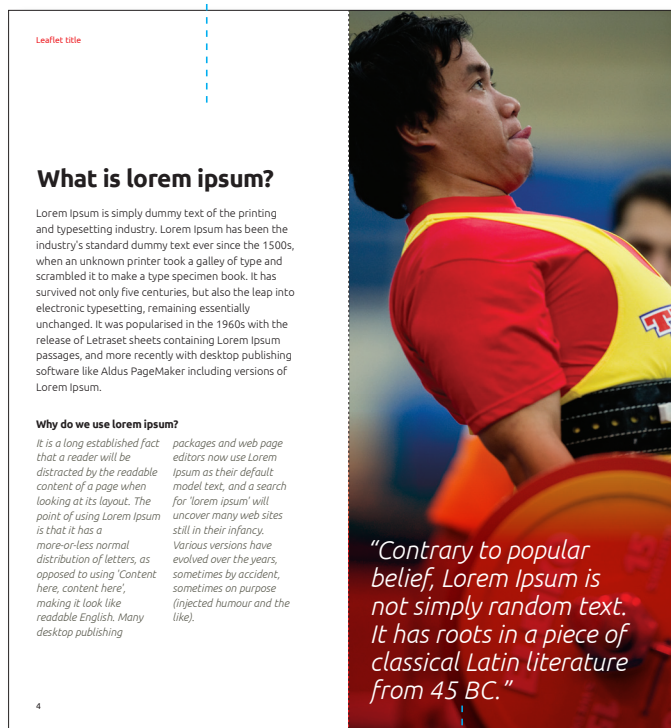 Leaflet title
What is lorem ipsum?
Lorem Ipsum is simply dummy text of the printing
and typesetting industry. Lorem Ipsum has been the
industry's standard dummy text ever since the 1500s,
when an unknown printer took a galley of type and
scrambled it to make a type specimen book. It has
survived not only five centuries, but also the leap into
electronic typesetting, remaining essentially
unchanged. It was popularised in the 1960s with the
release of Letraset sheets containing Lorem Ipsum
passages, and more recently with desktop publishing
software like Aldus PageMaker including versions of
Lorem Ipsum.
Why do we use lorem ipsum?
It is a long established fact
that a reader will be
distracted by the readable
content of a page when
looking at its layout. The
point of using Lorem Ipsum
is that it has a
more-or-less normal
distribution of letters, as
opposed to using 'Content
here, content here',
making it look like
readable English. Many
desktop publishing
packages and web page
editors now use Lorem
Ipsum as their default
model text, and a search
for 'lorem ipsum' will
uncover many web sites
still in their infancy.
Various versions have
evolved over the years,
sometimes by accident,
sometimes on purpose
(injected humour and the
like).
4
“Contrary to popular
belief, Lorem Ipsum is
not simply random text.
It has roots in a piece of
classical Latin literature
from 45 BC.”